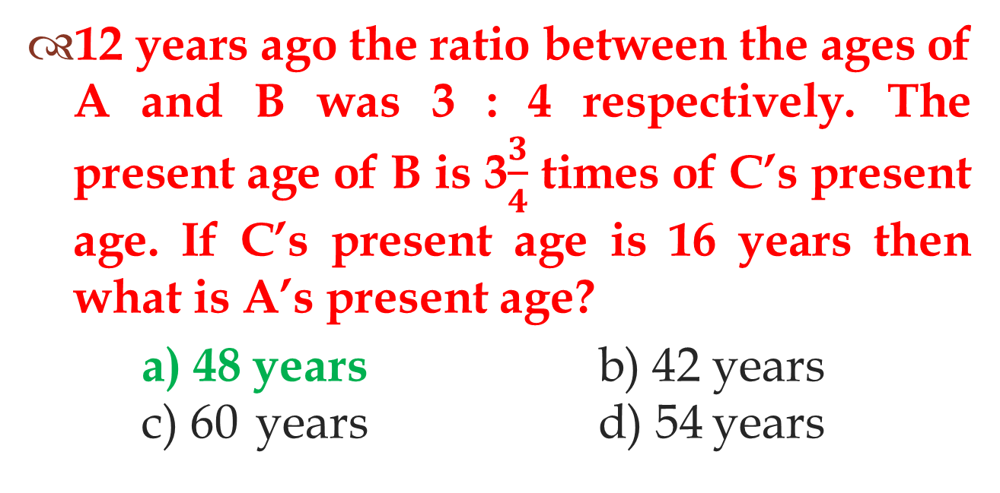 12 years ago the ratio between the ages of
A and B was 3 : 4 respectively. The
present age of B is 3 3/4 times of C’s present
age. If C’s present age is 16 years then
what is A’s present age?
a) 48 years b) 42 years
c) 60 years d) 54 years